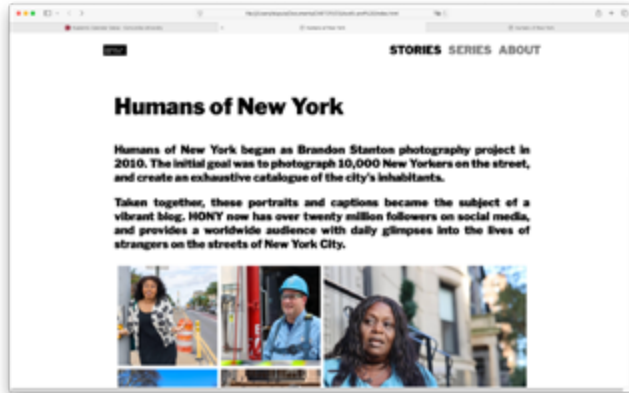 STORIES SERIES ABOUT
Humans of New York
Humans of New York began as Brandon Stanton photography project in
2010. The initial goal was to photograph 10,000 New Yorkers on the street,
and create an exhaustive catalogue of the city's inhabitants.
Taken together, these portraits and captions became the subject of a
vibrant blog. HONY now has over twenty million followers on social media,
and provides a worldwide audience with daily glimpses into the lives of
strangers on the streets of New York City.